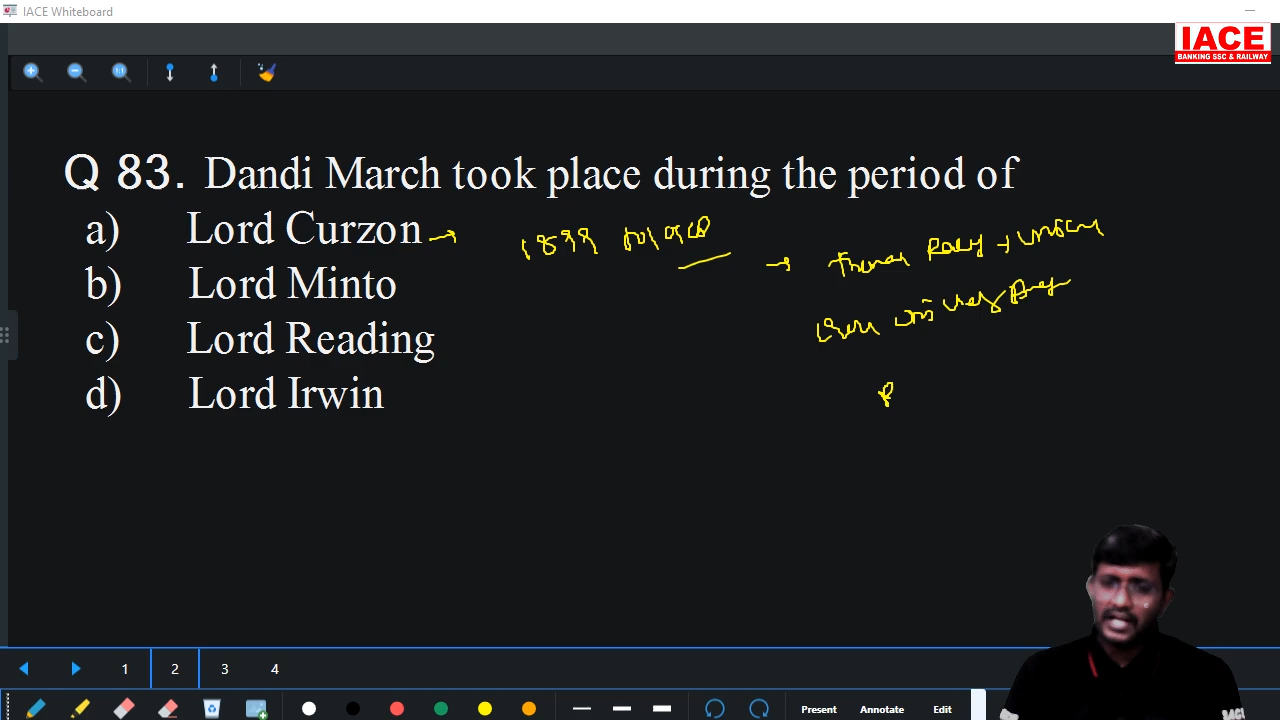 IACE Whiteboard
IACE
BANKING SSC & RAILWAY
Q 83. Dandi March took place during the period of
a) Lord Curzon →
1899
b) Lord Minto
c) Lord Reading
d) Lord Irwin
1 2 3 4
Present Annotate Edit